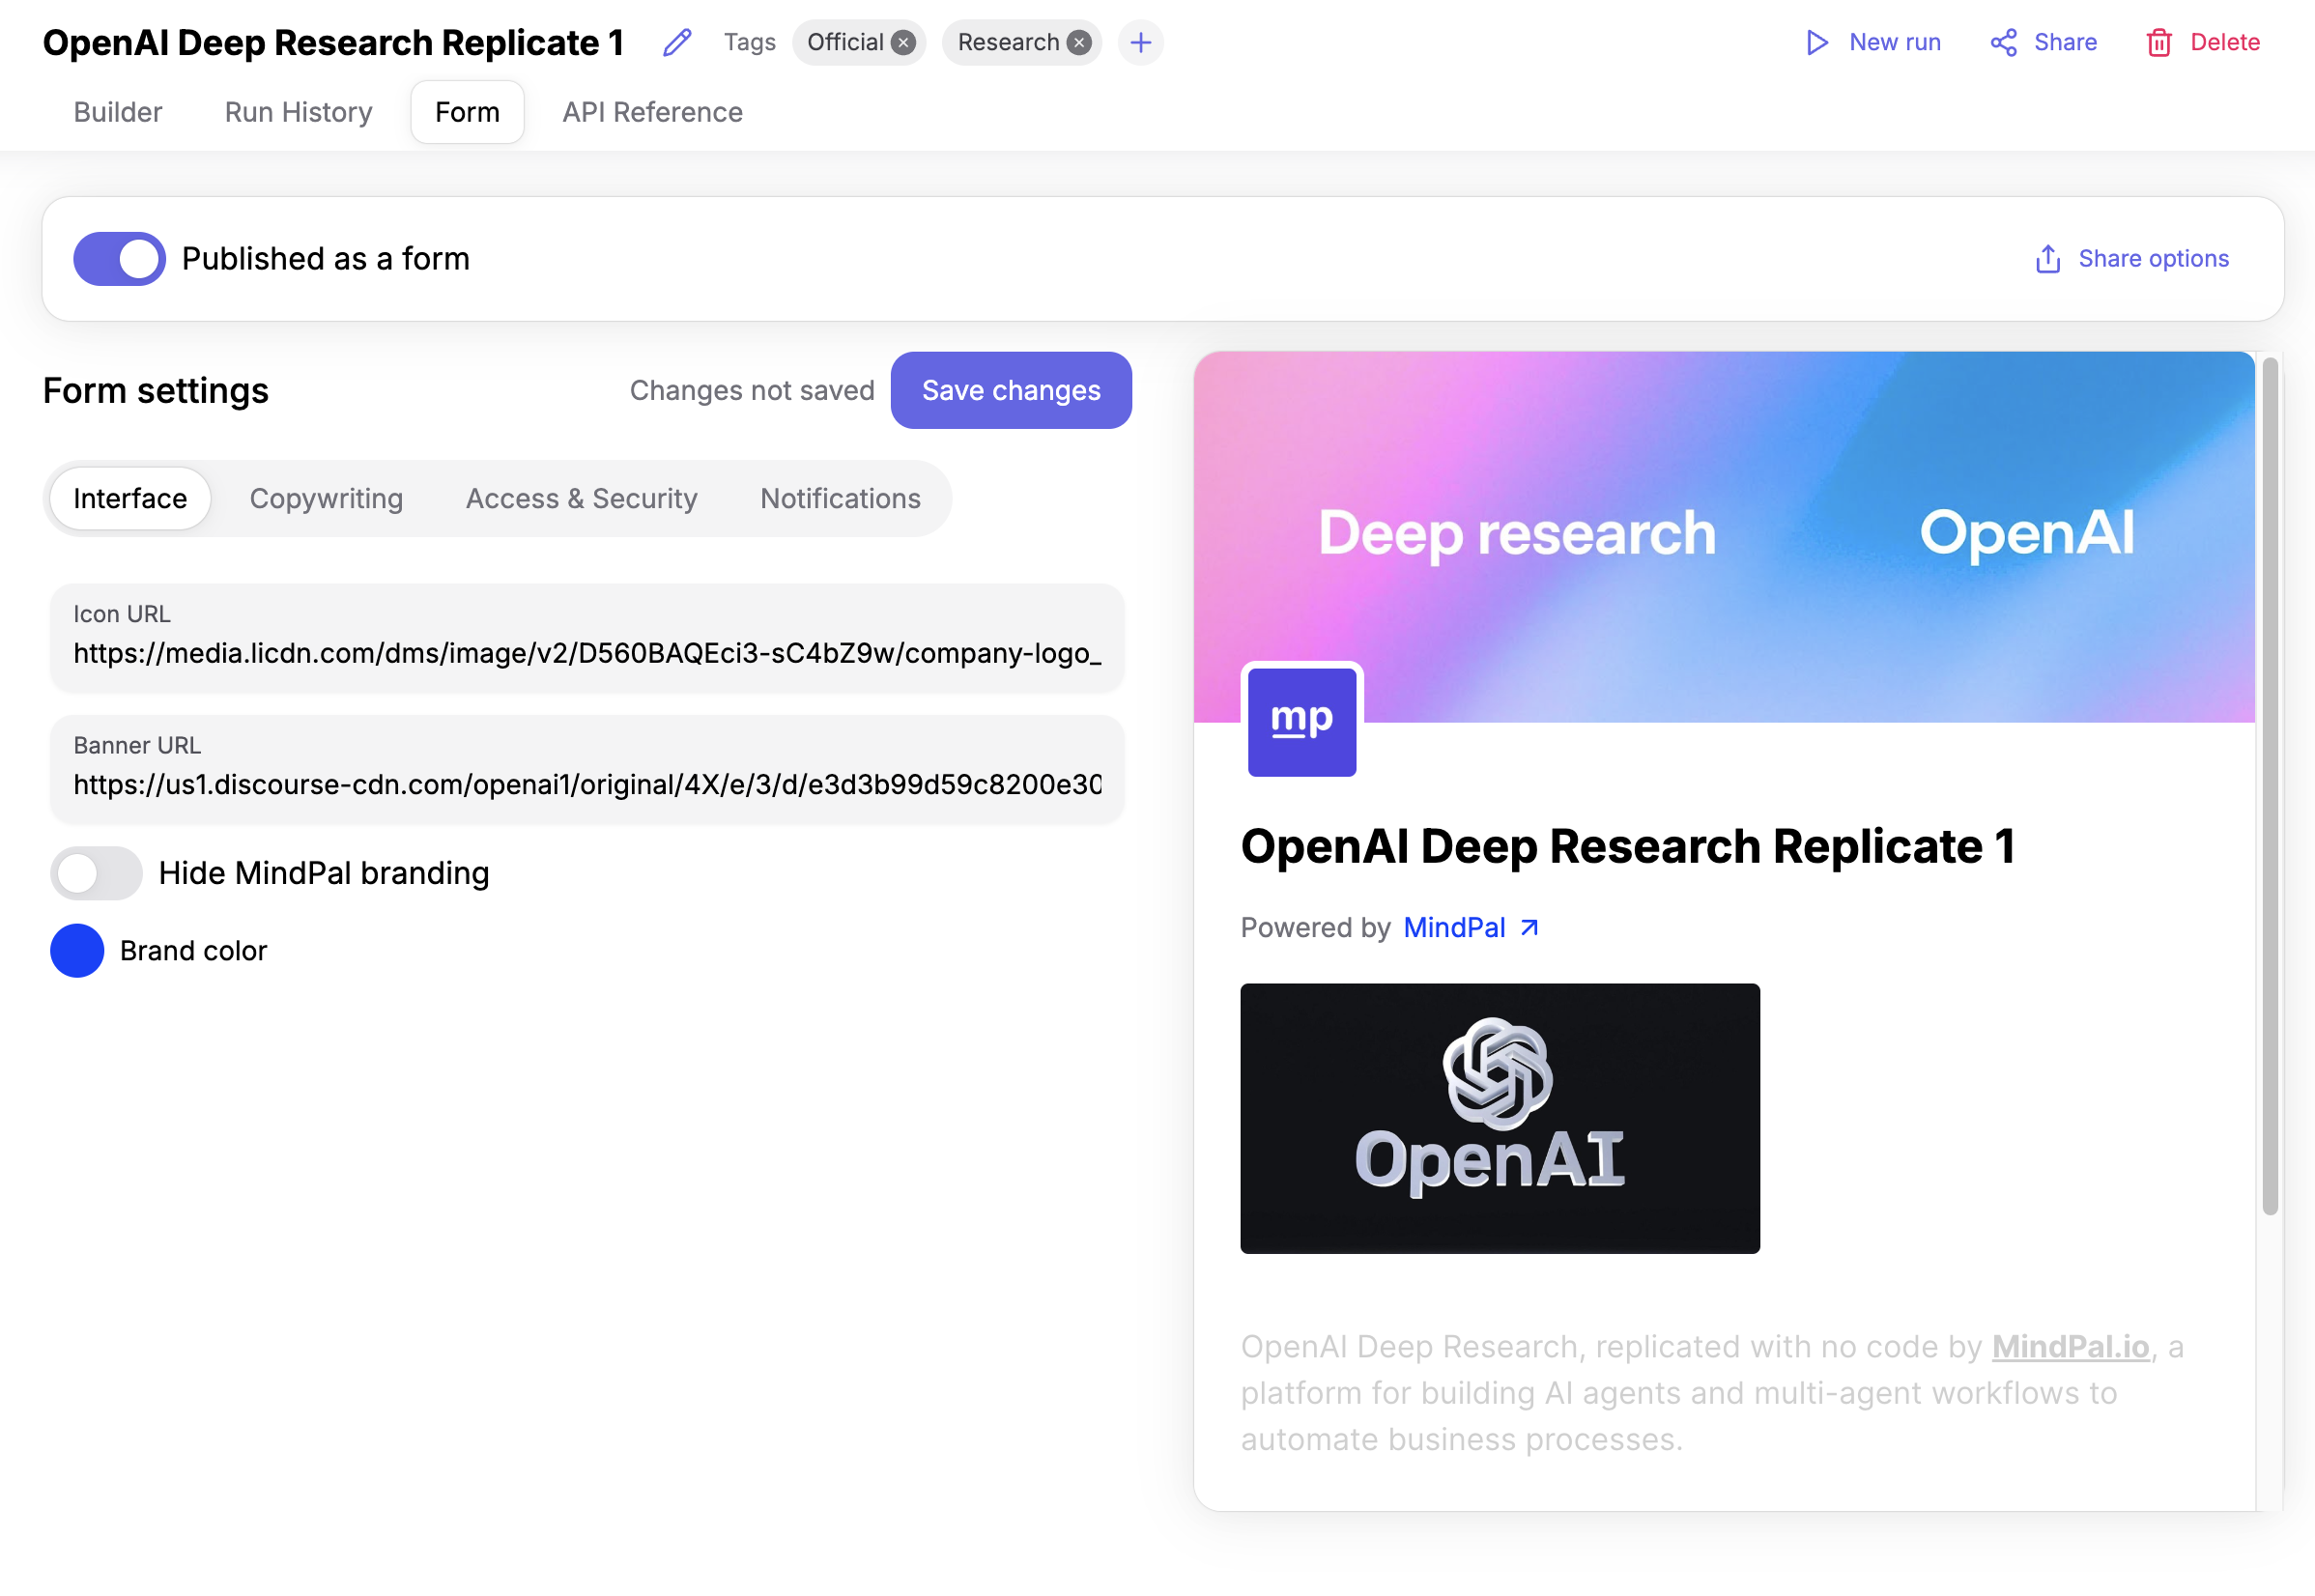 OpenAI Deep Research Replicate 1
Tags
Official
Research
New run
Share
Delete
Builder
Run History
Form
API Reference
Published as a form
Share options
Form settings
Changes not saved
Save changes
Interface
Copywriting
Access & Security
Notifications
Icon URL
https://media.licdn.com/dms/image/v2/D560BAQEci3-sC4bZ9w/company-logo_
Banner URL
https://us1.discourse-cdn.com/openai1/original/4X/e/3/d/e3d3b99d59c8200e30
Hide MindPal branding
Brand color
Deep research
OpenAI
mp
OpenAI Deep Research Replicate 1
Powered by MindPal
OpenAI
OpenAI Deep Research, replicated with no code by MindPal.io, a
platform for building AI agents and multi-agent workflows to
automate business processes.